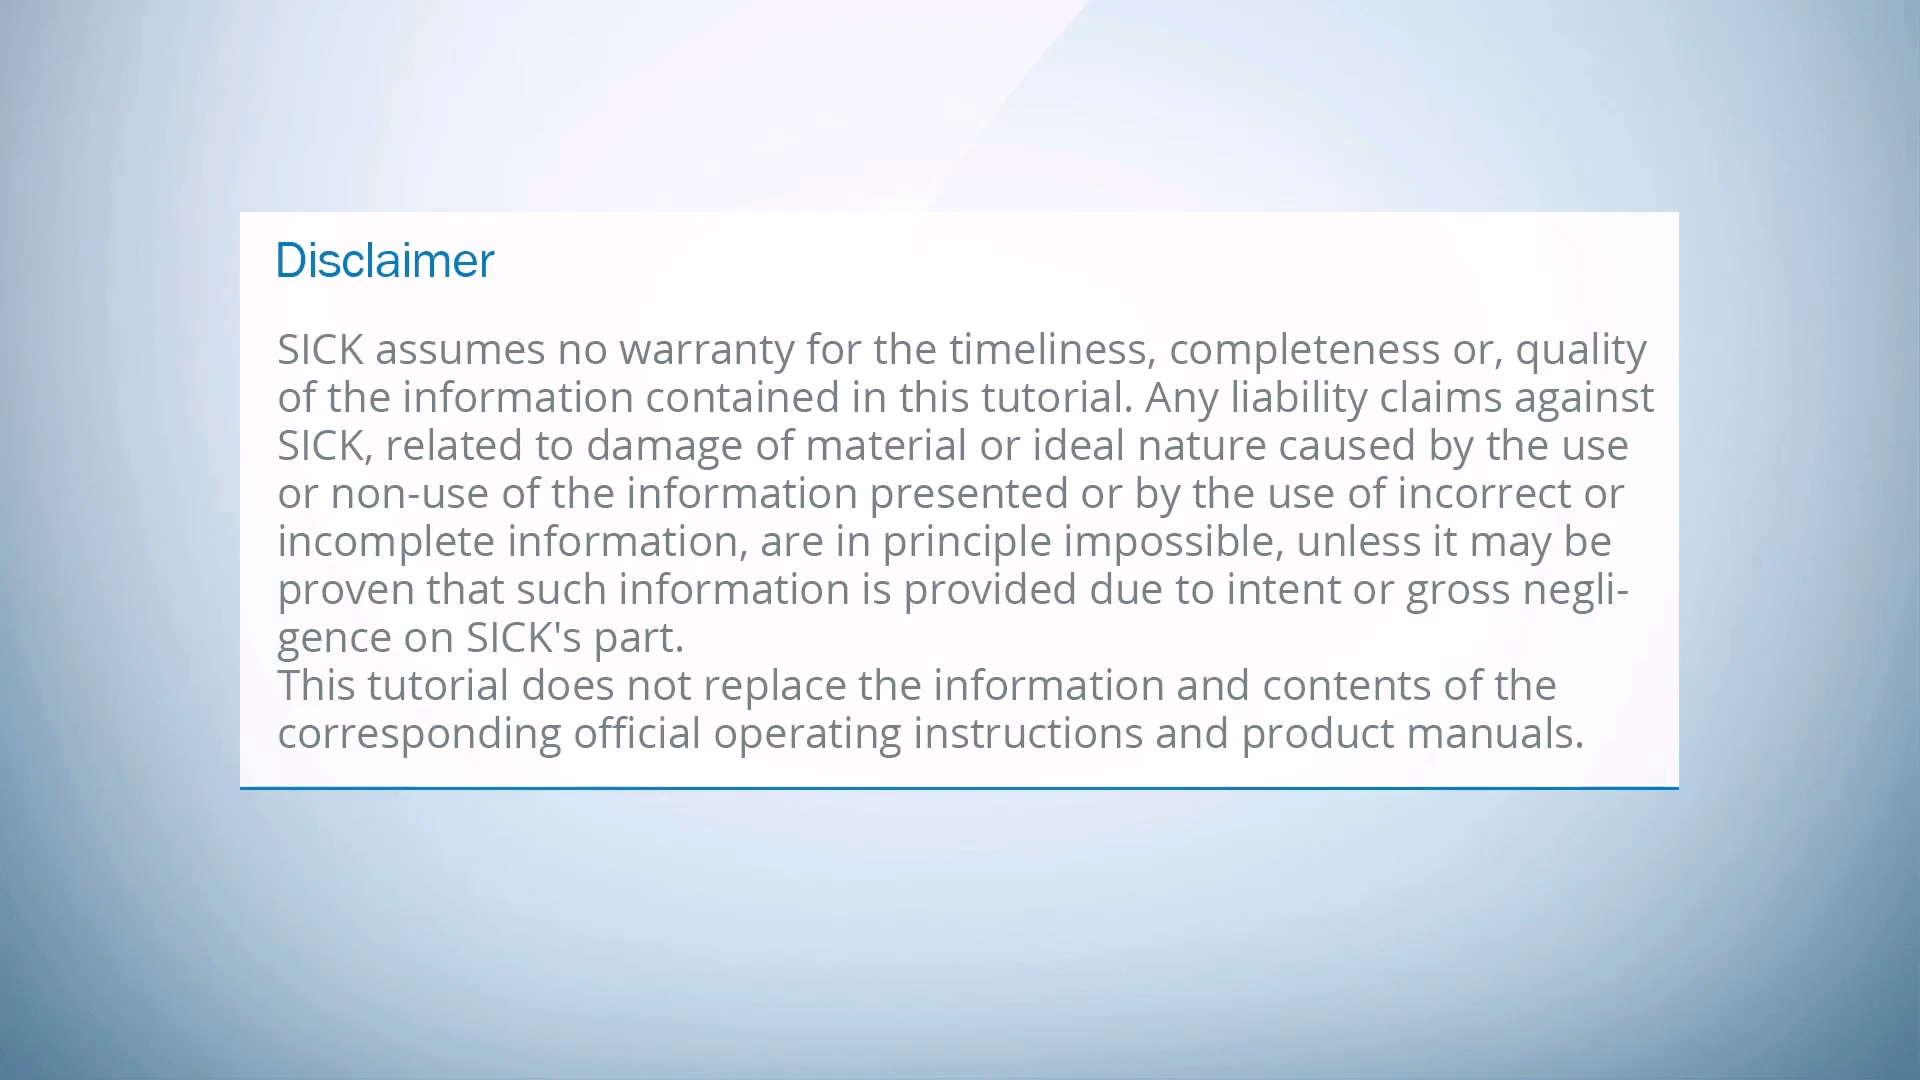 Disclaimer
SICK assumes no warranty for the timeliness, completeness or, quality
of the information contained in this tutorial. Any liability claims against
SICK, related to damage of material or ideal nature caused by the use
or non-use of the information presented or by the use of incorrect or
incomplete information, are in principle impossible, unless it may be
proven that such information is provided due to intent or gross negli-
gence on SICK's part.
This tutorial does not replace the information and contents of the
corresponding official operating instructions and product manuals.